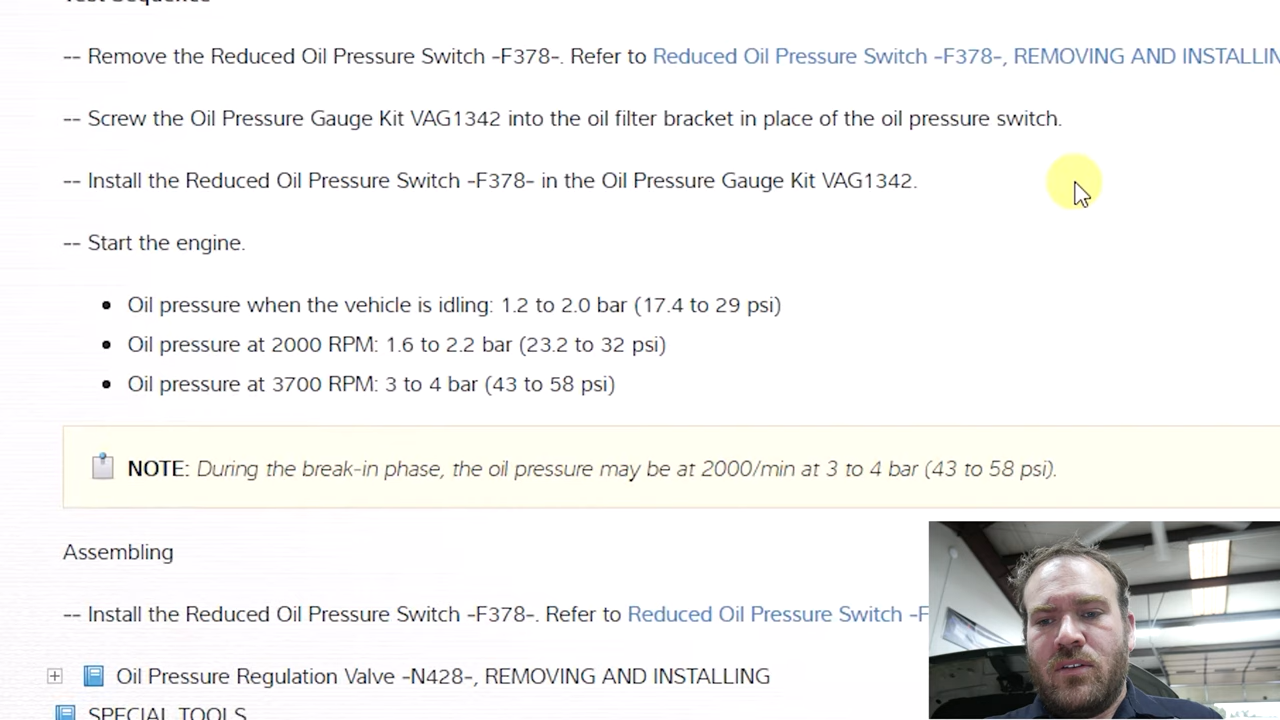 Test Sequence
-- Remove the Reduced Oil Pressure Switch -F378-. Refer to Reduced Oil Pressure Switch -F378-, REMOVING AND
-- Screw the Oil Pressure Gauge Kit VAG1342 into the oil filter bracket in place of the oil pressure switch.
-- Install the Reduced Oil Pressure Switch -F378- in the Oil Pressure Gauge Kit VAG1342.
-- Start the engine.
• Oil pressure when the vehicle is idling: 1.2 to 2.0 bar (17.4 to 29 psi)
• Oil pressure at 2000 RPM: 1.6 to 2.2 bar (23.2 to 32 psi)
• Oil pressure at 3700 RPM: 3 to 4 bar (43 to 58 psi)
NOTE: During the break-in phase, the oil pressure may be at 2000/min at 3 to 4 bar (43 to 58 psi).
Assembling
-- Install the Reduced Oil Pressure Switch -F378-. Refer to Reduced Oil Pressure Switch -F
Oil Pressure Regulation Valve -N428-, REMOVING AND INSTALLING
SPECIAL TOOLS